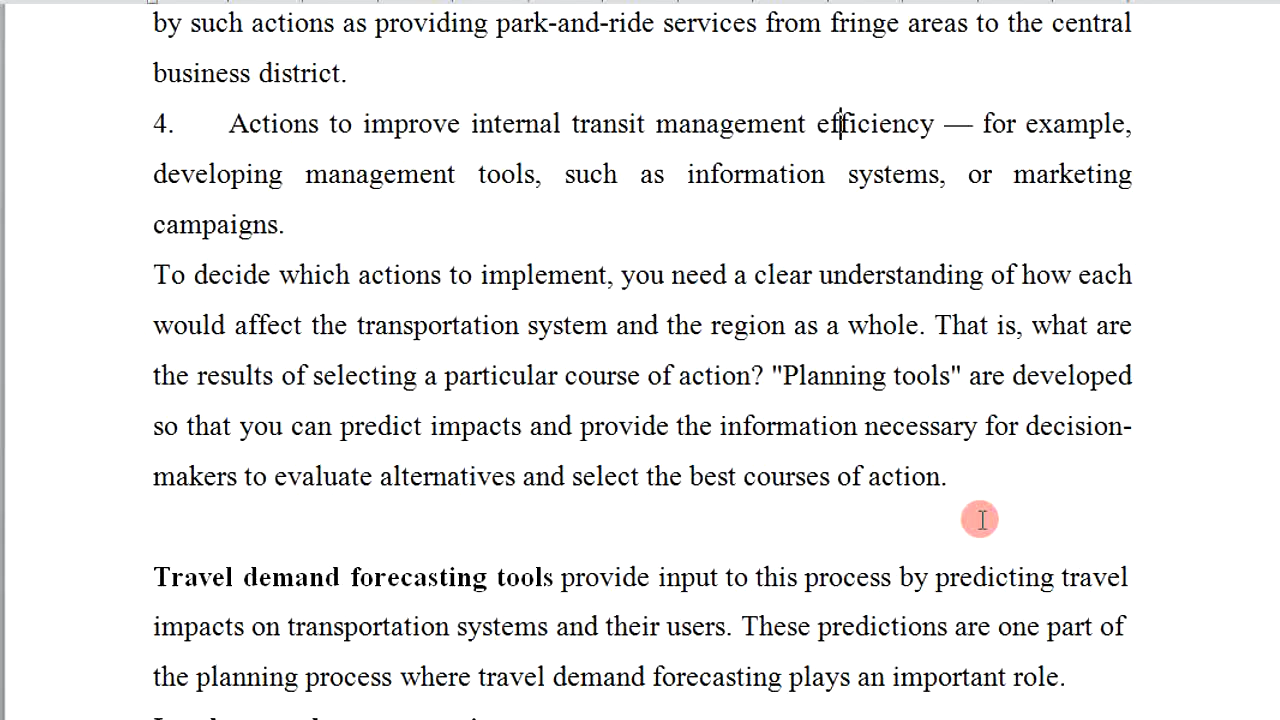 by such actions as providing park-and-ride services from fringe areas to the central
business district.
4. Actions to improve internal transit management efficiency — for example,
developing management tools, such as information systems, or marketing
campaigns.
To decide which actions to implement, you need a clear understanding of how each
would affect the transportation system and the region as a whole. That is, what are
the results of selecting a particular course of action? "Planning tools" are developed
so that you can predict impacts and provide the information necessary for decision-
makers to evaluate alternatives and select the best courses of action.
Travel demand forecasting tools provide input to this process by predicting travel
impacts on transportation systems and their users. These predictions are one part of
the planning process where travel demand forecasting plays an important role.